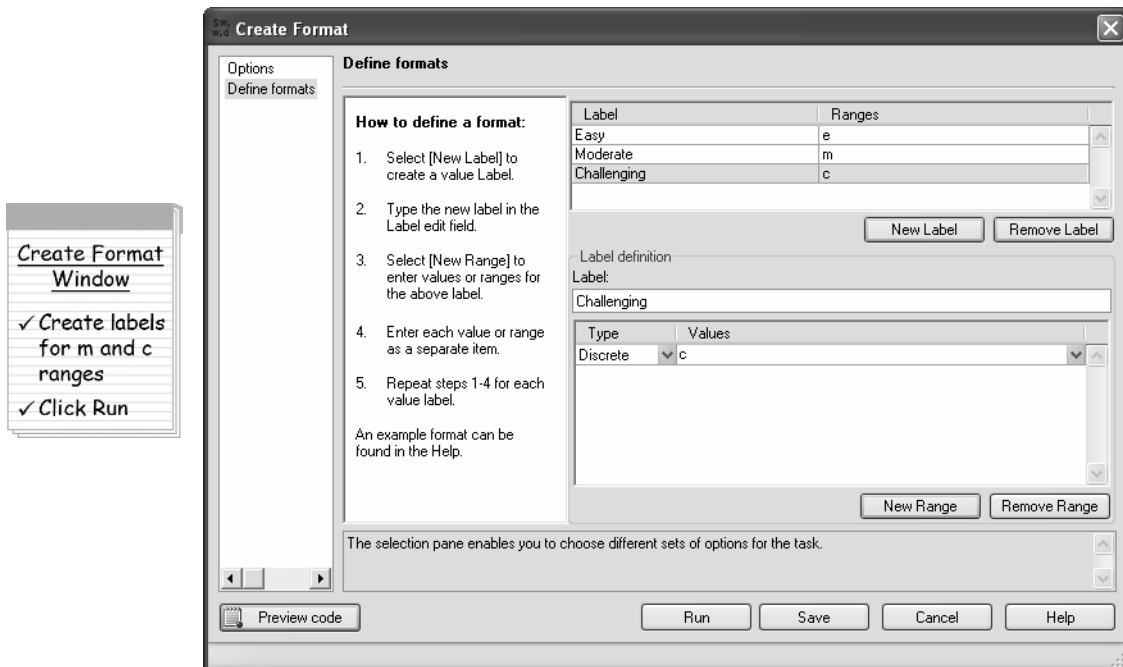 Create Format
Window
✓ Create labels
for m and c
ranges
✓ Click Run
Create Format
Options
Define formats
Define formats
How to define a format:
1. Select [New Label] to
create a value Label.
2. Type the new label in the
Label edit field.
3. Select [New Range] to
enter values or ranges for
the above label.
4. Enter each value or range
as a separate item.
5. Repeat steps 1-4 for each
value label.
An example format can be
found in the Help.
Label Ranges
Easy e
Moderate m
Challenging c
New Label Remove Label
Label definition
Label:
Challenging
Type Values
Discrete c
New Range Remove Range
The selection pane enables you to choose different sets of options for the task.
Preview code Run Save Cancel Help